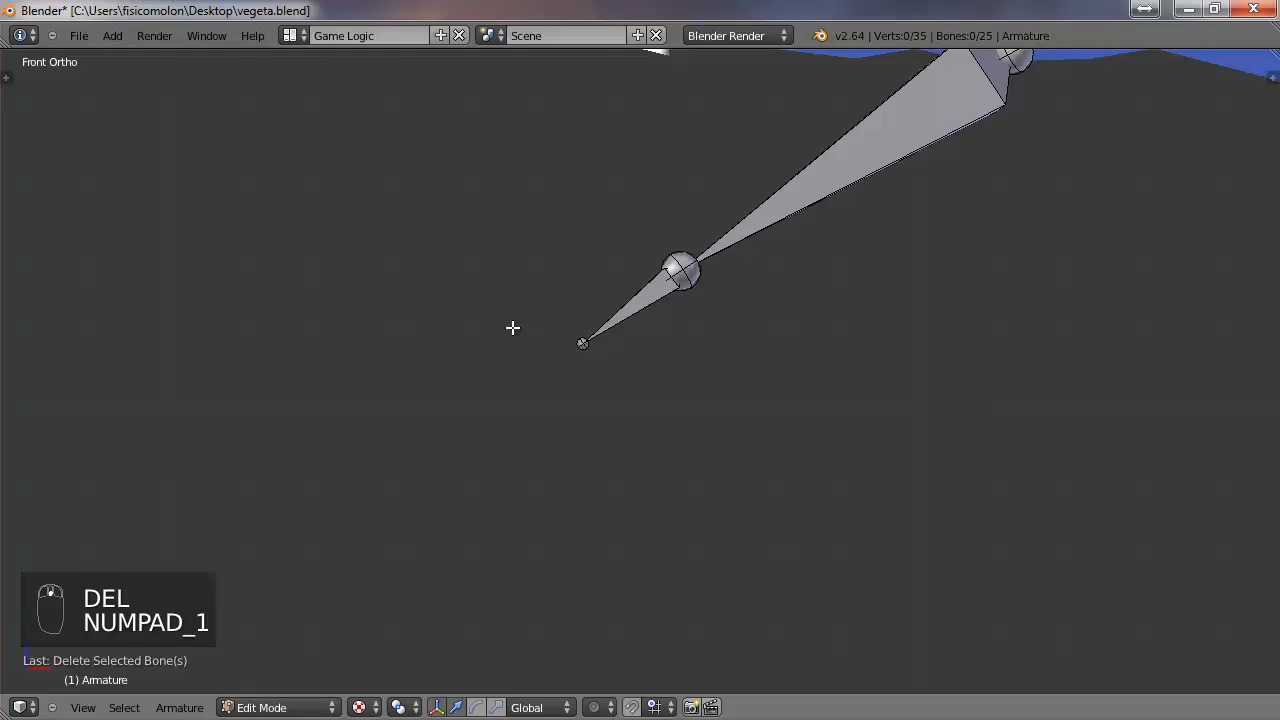 Blender* [C:\Users\fisicomolon\Desktop\vegeta.blend]
File Add Render Window Help Game Logic Scene Blender Render v2.64 | Verts:0/35 | Bones:0/25 | Armature
Front Ortho
DEL
NUMPAD_1
Last: Delete Selected Bone(s)
(1) Armature
View Select Armature Edit Mode Global